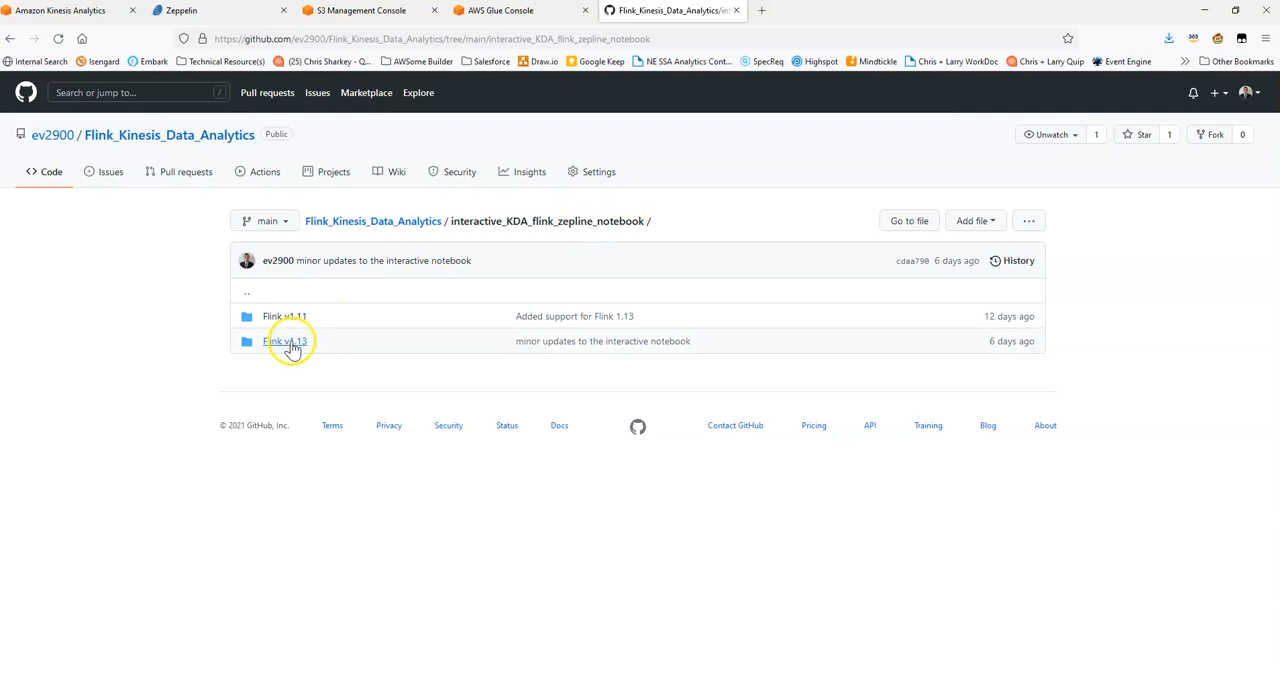 Amazon Kinesis Analytics
Zeppelin
S3 Management Console
AWS Glue Console
Flink_Kinesis_Data_Analytics/int
https://github.com/ev2900/Flink_Kinesis_Data_Analytics/tree/main/interactive_KDA_flink_zepline_notebook
Internal Search
Isengard
Embark
Technical Resource(s)
(25) Chris Sharkey - Q...
AWSome Builder
Salesforce
Draw.io
Google Keep
NE SSA Analytics Cont...
SpecReq
Highspot
Mindtickle
Chris + Larry WorkDoc
Chris + Larry Quip
Event Engine
Other Bookmarks
Search or jump to...
/
Pull requests
Issues
Marketplace
Explore
ev2900 / Flink_Kinesis_Data_Analytics
Public
Unwatch
1
Star
1
Fork
0
Code
Issues
Pull requests
Actions
Projects
Wiki
Security
Insights
Settings
main
Flink_Kinesis_Data_Analytics / interactive_KDA_flink_zepline_notebook /
Go to file
Add file
...
ev2900 minor updates to the interactive notebook
cdaa790 6 days ago
History
..
Flink v1.11
Added support for Flink 1.13
12 days ago
Flink v1.13
minor updates to the interactive notebook
6 days ago
© 2021 GitHub, Inc.
Terms
Privacy
Security
Status
Docs
Contact GitHub
Pricing
API
Training
Blog
About